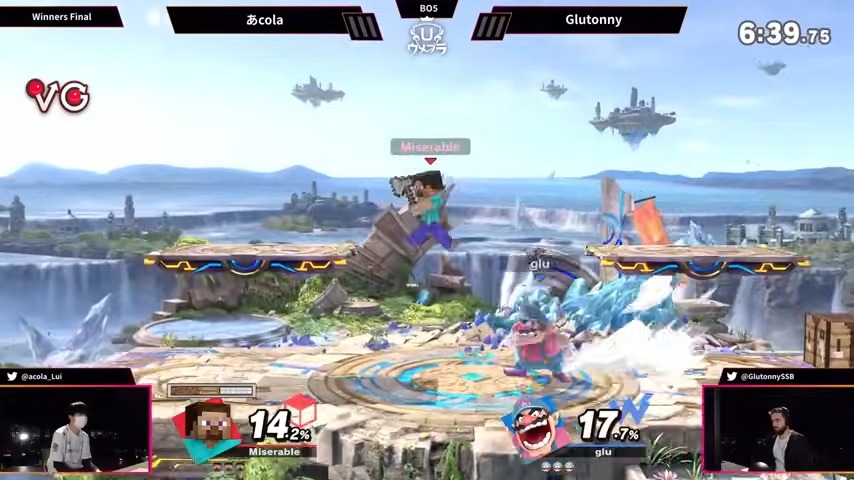 Winners Final
あcola
BO5
Glutonny
6:39.75
U
ウメブラ
VG
Miserable
glu
@acola_Lui
@GlutonnySSB
14.2%
17.7%
Miserable
glu